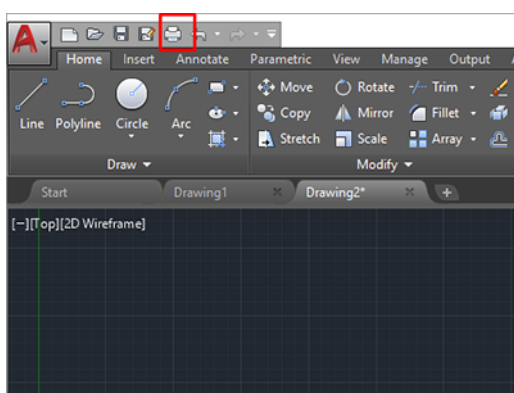 A
Home Insert Annotate Parametric View Manage Output
Line Polyline Circle Arc
Move Rotate Trim
Copy Mirror Fillet
Stretch Scale Array
Draw Modify
Start Drawing1 Drawing2*
[−][Top][2D Wireframe]